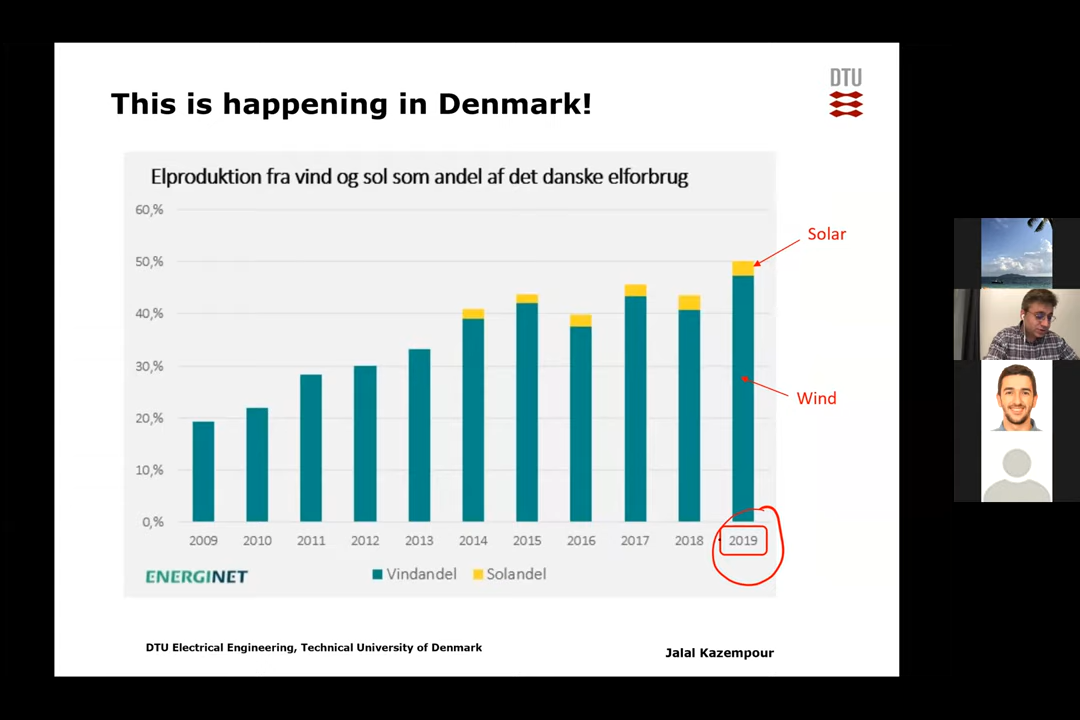 DTU
This is happening in Denmark!
Elproduktion fra vind og sol som andel af det danske elforbrug
60,%
50,%
40,%
30,%
20,%
10,%
0,%
Solar
Wind
2009 2010 2011 2012 2013 2014 2015 2016 2017 2018 2019
ENERGINET
Vindandel Solandel
DTU Electrical Engineering, Technical University of Denmark
Jalal Kazempour